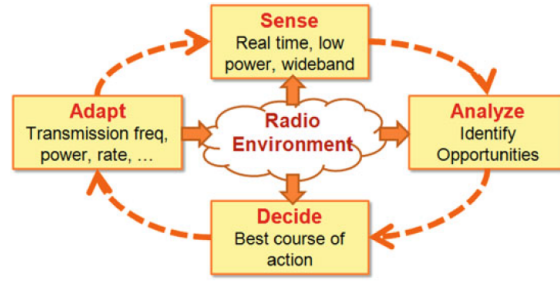 Sense
Real time, low
power, wideband
Adapt
Transmission freq,
power, rate, ...
Radio
Environment
Analyze
Identify
Opportunities
Decide
Best course of
action